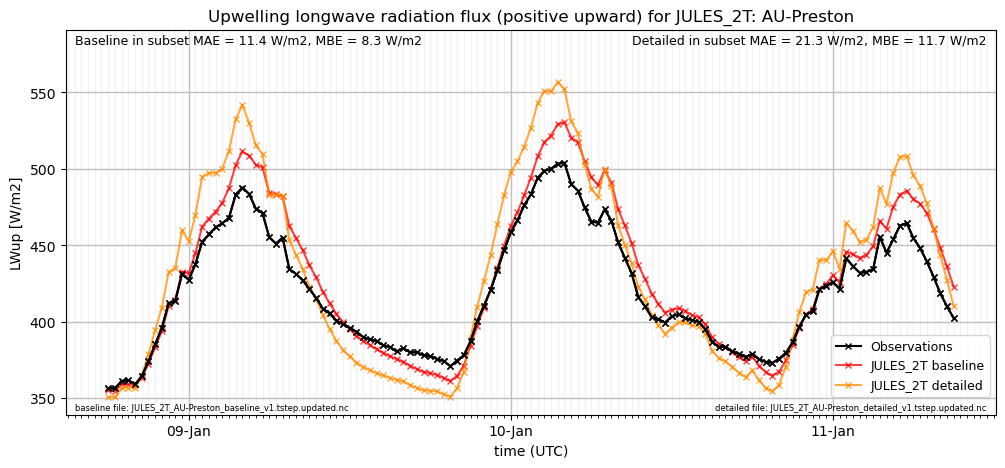 Upwelling longwave radiation flux (positive upward) for JULES_2T: AU-Preston
Baseline in subset MAE = 11.4 W/m2, MBE = 8.3 W/m2
Detailed in subset MAE = 21.3 W/m2, MBE = 11.7 W/m2
LWup [W/m2]
550
500
450
400
350
Observations
JULES_2T baseline
JULES_2T detailed
baseline file: JULES_2T_AU-Preston_baseline_v1.tstep.updated.nc
detailed file: JULES_2T_AU-Preston_detailed_v1.tstep.updated.nc
09-Jan
10-Jan
11-Jan
time (UTC)